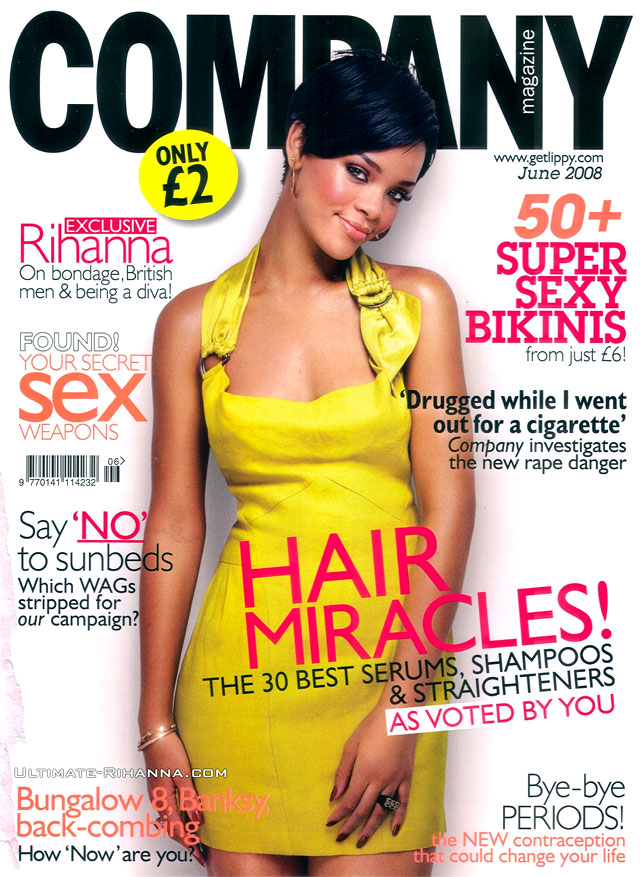 COMPANY
magazine
www.getlippy.com
June 2008
ONLY
£2
EXCLUSIVE
Rihanna
On bondage, British
men & being a diva!
50+
SUPER
SEXY
BIKINIS
from just £6!
FOUND!
YOUR SECRET
sex
WEAPONS
'Drugged while I went
out for a cigarette'
Company investigates
the new rape danger
06>
9 770141 114232
Say 'NO'
to sunbeds
Which WAGs
stripped for
our campaign?
HAIR
MIRACLES!
THE 30 BEST SERUMS, SHAMPOOS
& STRAIGHTENERS
AS VOTED BY YOU
ULTIMATE-RIHANNA.COM
Bungalow 8, Banksy,
back-combing
How 'Now' are you?
Bye-bye
PERIODS!
the NEW contraception
that could change your life